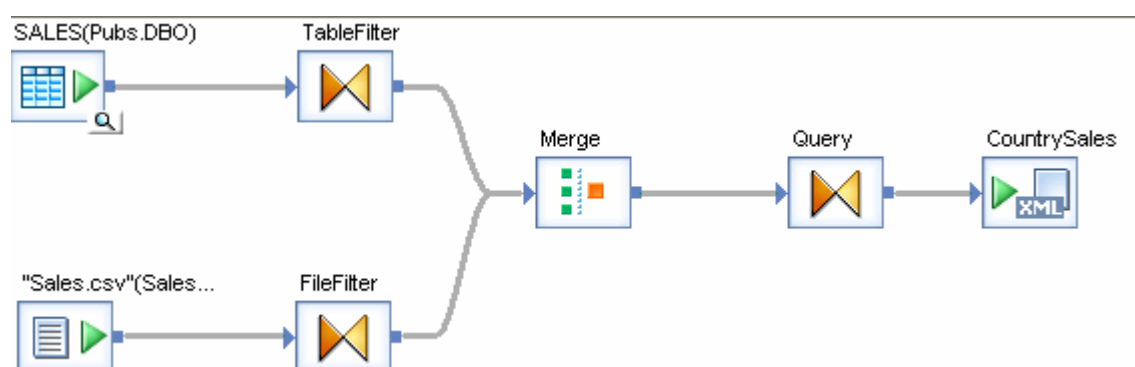 SALES(Pubs.DBO)
TableFilter
Merge
Query
CountrySales
XML
"Sales.csv"(Sales...
FileFilter